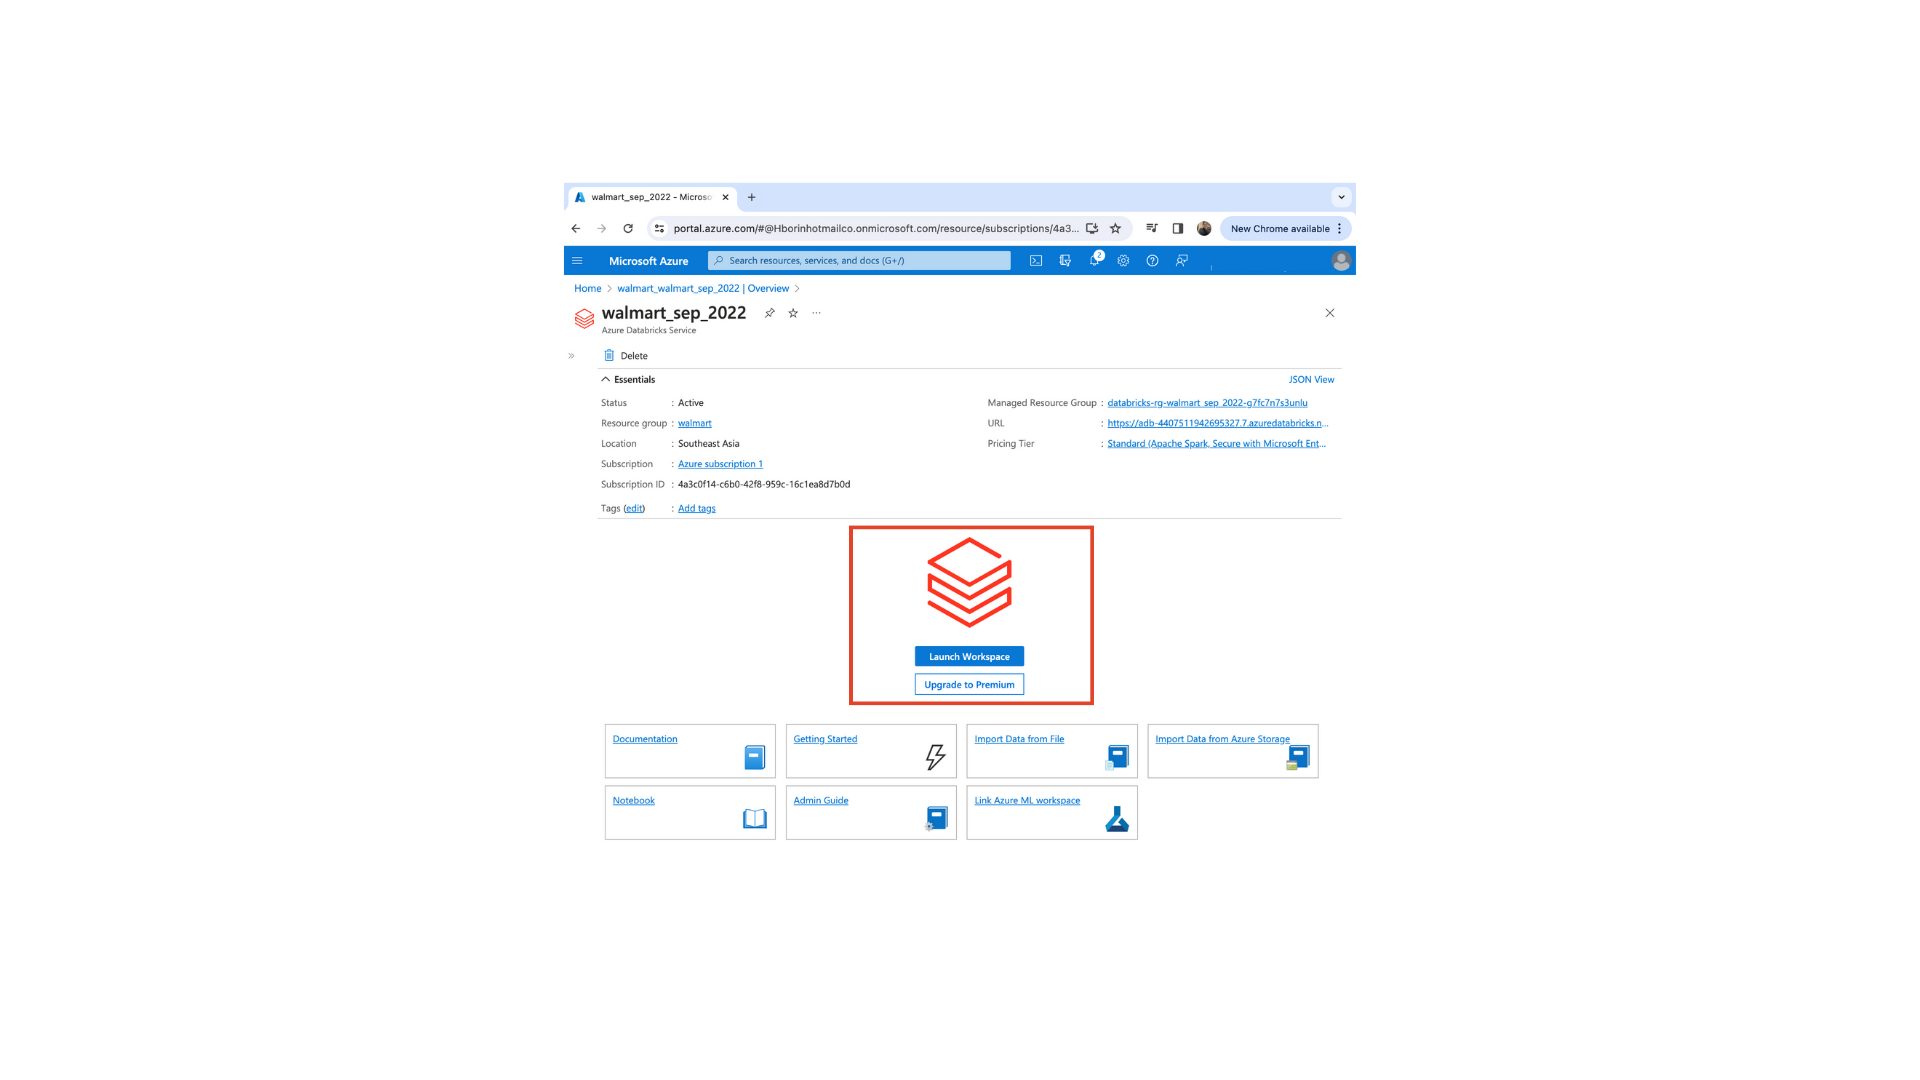 walmart_sep_2022 - Micros
portal.azure.com/#@Hborinhotmailco.onmicrosoft.com/resource/subscriptions/4a3...
New Chrome available
Microsoft Azure
Search resources, services, and docs (G+/)
2
Home > walmart_walmart_sep_2022 | Overview >
walmart_sep_2022
Azure Databricks Service
Delete
Essentials
JSON View
Status : Active
Managed Resource Group : databricks-rg-walmart_sep_2022-g7fc7n7s3unlu
Resource group : walmart
URL : https://adb-4407511942695327.7.azuredatabricks.n...
Location : Southeast Asia
Pricing Tier : Standard (Apache Spark, Secure with Microsoft Ent...
Subscription : Azure subscription 1
Subscription ID : 4a3c0f14-c6b0-42f8-959c-16c1ea8d7b0d
Tags (edit) : Add tags
Launch Workspace
Upgrade to Premium
Documentation
Getting Started
Import Data from File
Import Data from Azure Storage
Notebook
Admin Guide
Link Azure ML workspace